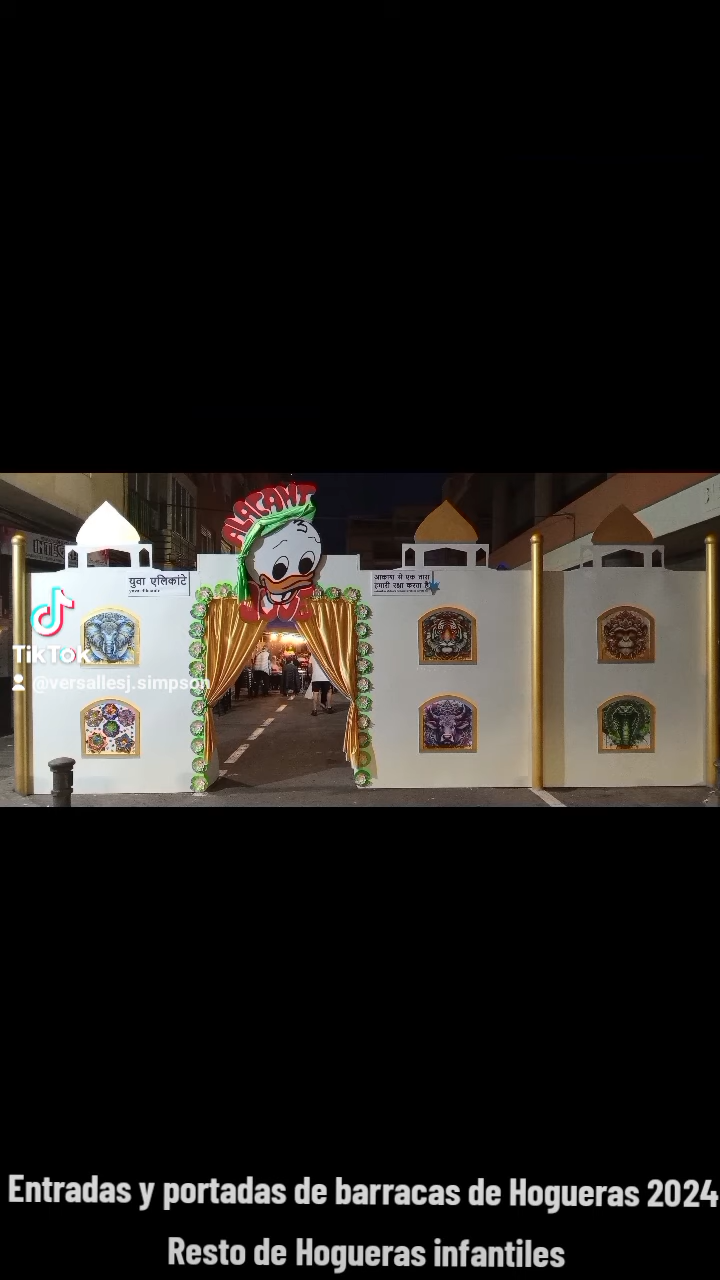 ALACANT
JOVE
युवा एलिकांटे
आकाश से एक तारा
हमारी रक्षा करता है
TikTok
@versallesj.simpson
Entradas y portadas de barracas de Hogueras 2024
Resto de Hogueras infantiles